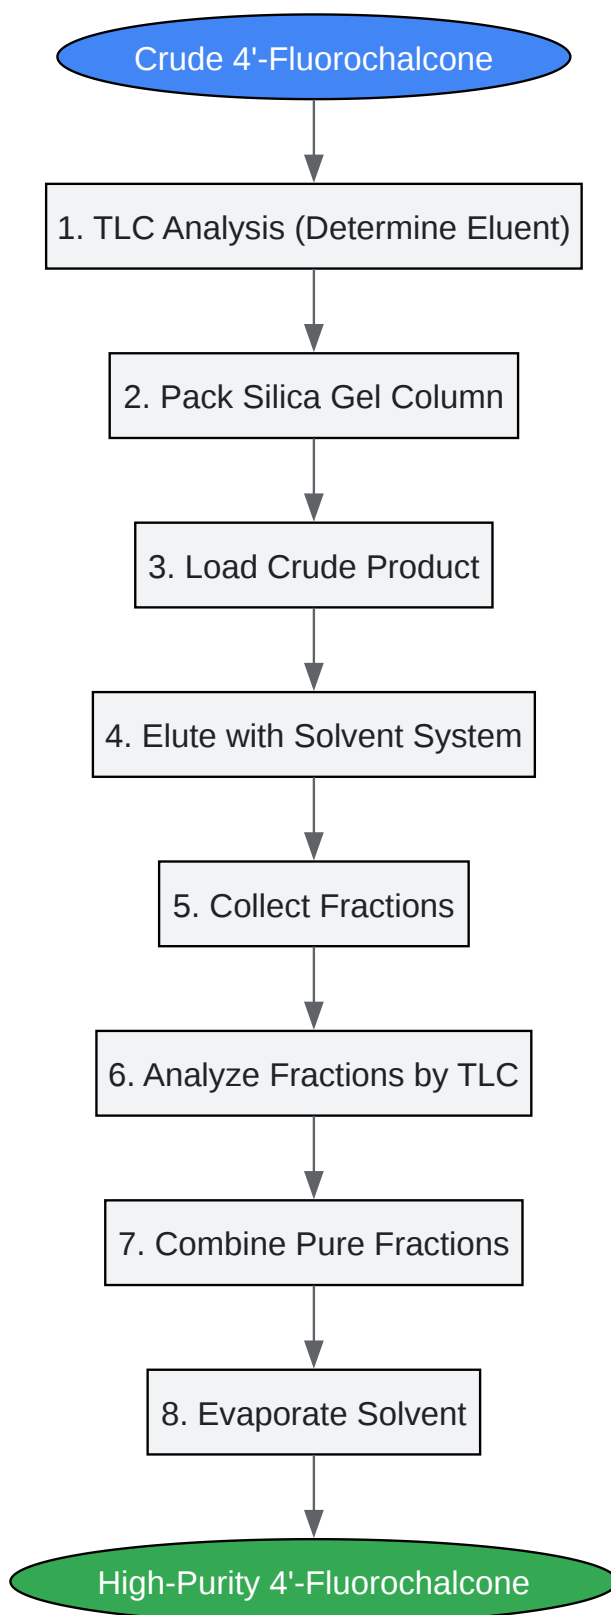 Crude 4'-Fluorochalcone
1. TLC Analysis (Determine Eluent)
2. Pack Silica Gel Column
3. Load Crude Product
4. Elute with Solvent System
5. Collect Fractions
6. Analyze Fractions by TLC
7. Combine Pure Fractions
8. Evaporate Solvent
High-Purity 4'-Fluorochalcone